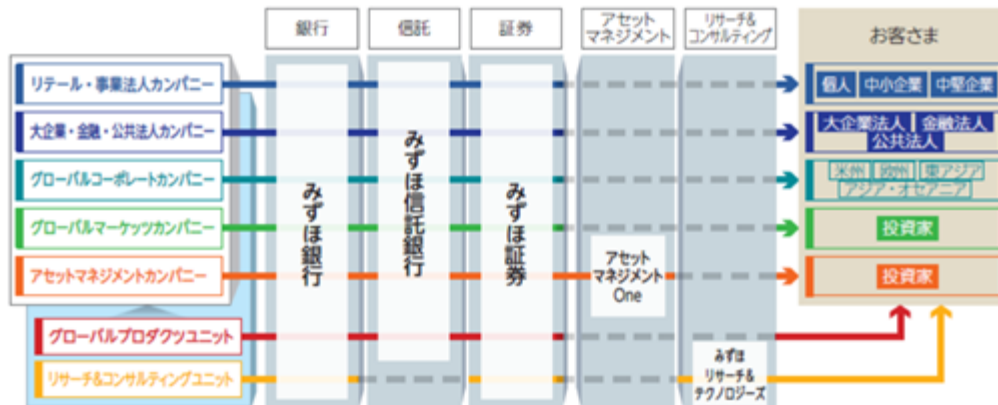 銀行
信託
証券
アセット
マネジメント
リサーチ&
コンサルティング
お客さま
リテール・事業法人カンパニー
個人 中小企業 中堅企業
大企業・金融・公共法人カンパニー
大企業法人 金融法人
公共法人
グローバルコーポレートカンパニー
米州 欧州 東アジア
アジア・オセアニア
グローバルマーケッツカンパニー
投資家
アセットマネジメントカンパニー
投資家
グローバルプロダクツユニット
リサーチ&コンサルティングユニット
みずほ銀行
みずほ信託銀行
みずほ証券
アセット
マネジメント
One
みずほ
リサーチ&
テクノロジーズ